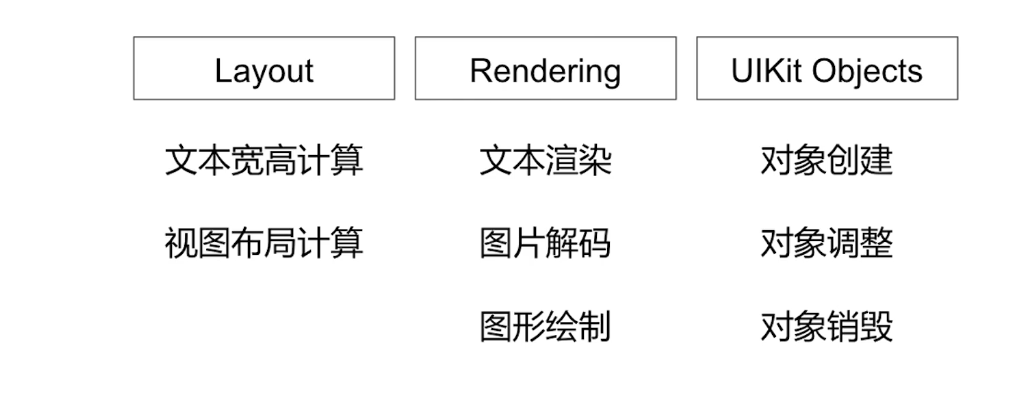 Layout
Rendering
UIKit Objects
文本宽高计算
文本渲染
对象创建
视图布局计算
图片解码
对象调整
图形绘制
对象销毁